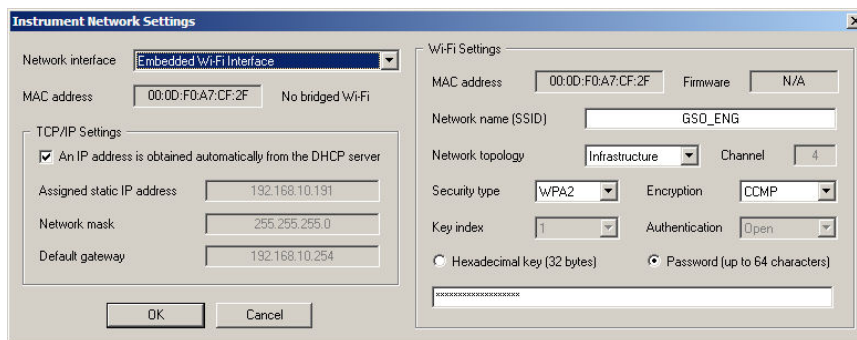 Instrument Network Settings
Network interface Embedded Wi-Fi Interface
MAC address 00:0D:F0:A7:CF:2F No bridged Wi-Fi
TCP/IP Settings
An IP address is obtained automatically from the DHCP server
Assigned static IP address 192.168.10.191
Network mask 255.255.255.0
Default gateway 192.168.10.254
OK Cancel
Wi-Fi Settings
MAC address 00:0D:F0:A7:CF:2F Firmware N/A
Network name (SSID) GSO_ENG
Network topology Infrastructure Channel 4
Security type WPA2 Encryption CCMP
Key index 1 Authentication Open
Hexadecimal key (32 bytes) Password (up to 64 characters)
******************